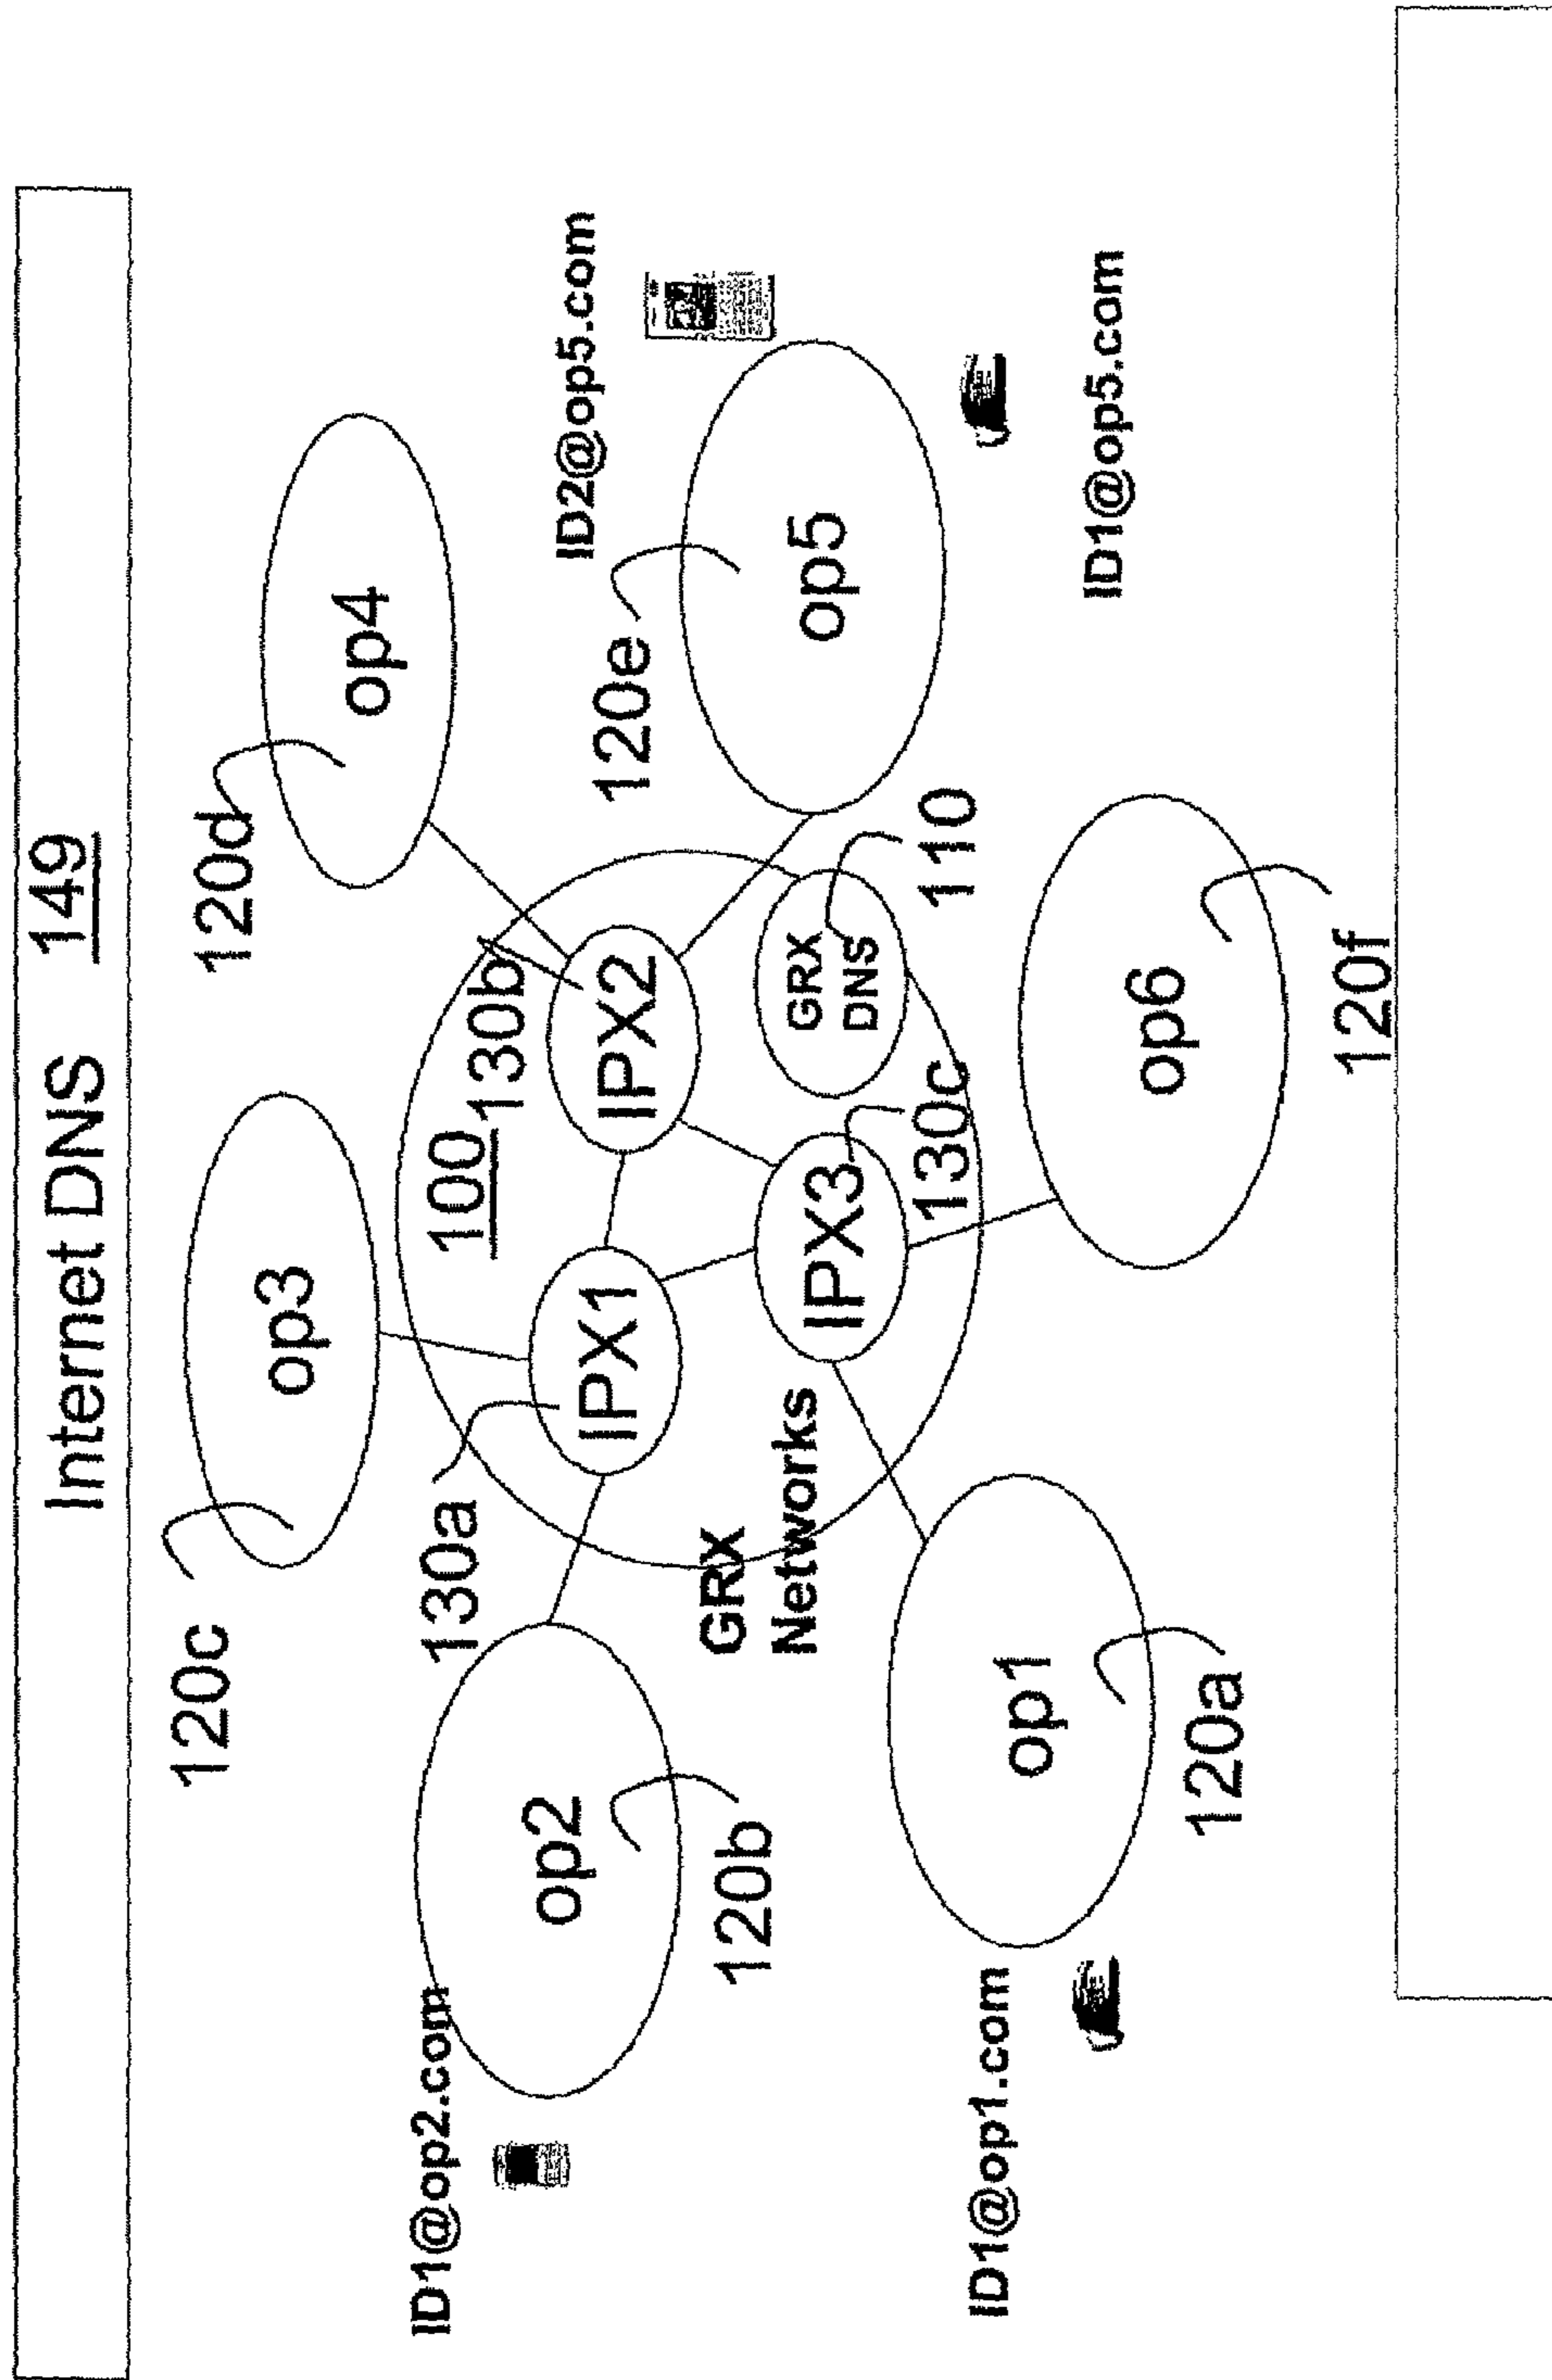 Internet DNS 149
120c
op3
120d
op4
ID1@op2.com
op2
120b
130a
IPX1
100
130b
IPX2
GRX
Networks
IPX3
130c
GRX
DNS
110
120e
op5
ID2@op5.com
ID1@op5.com
ID1@op1.com
op1
120a
op6
120f